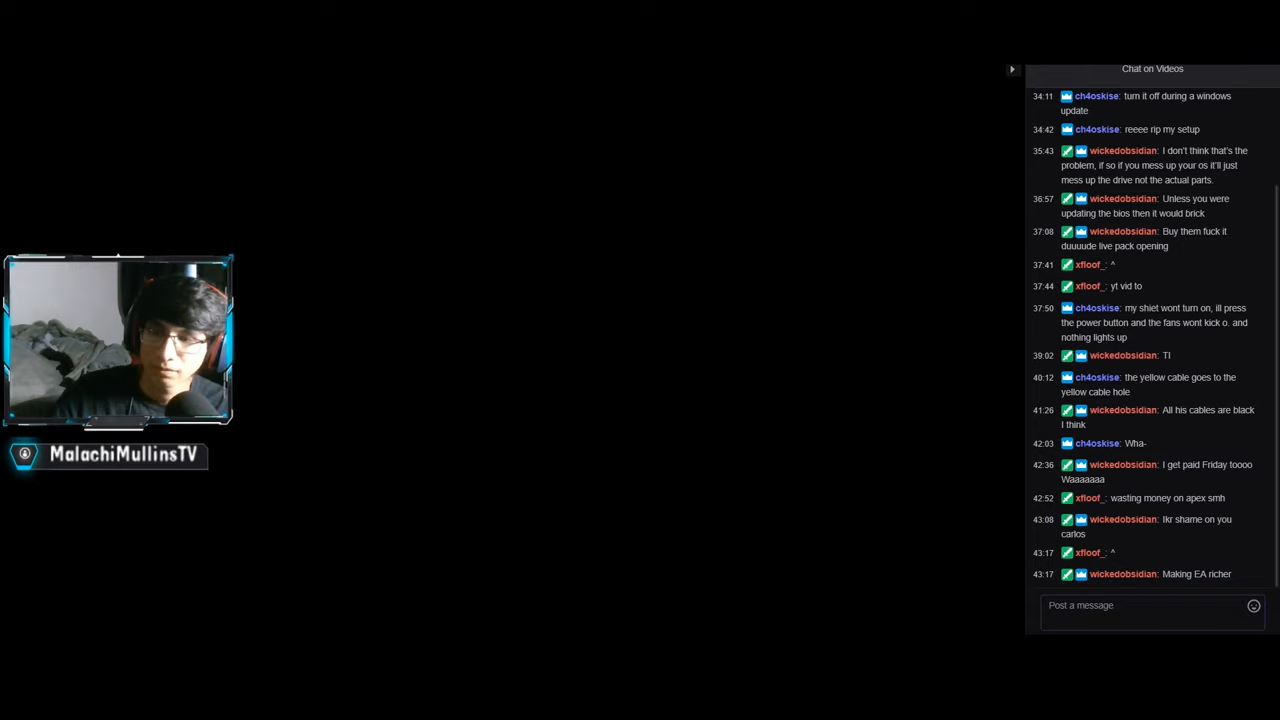 Chat on Videos
34:11 ch4oskise: turn it off during a windows
update
34:42 ch4oskise: reeee rip my setup
35:43 wickedobsidian: I don't think that's the
problem, if so if you mess up your os it'll just
mess up the drive not the actual parts.
36:57 wickedobsidian: Unless you were
updating the bios then it would brick
37:08 wickedobsidian: Buy them fuck it
duuuude live pack opening
37:41 xfloof_: ^
37:44 xfloof_: yt vid to
37:50 ch4oskise: my shiet wont turn on, ill press
the power button and the fans wont kick o. and
nothing lights up
39:02 wickedobsidian: TI
40:12 ch4oskise: the yellow cable goes to the
yellow cable hole
41:26 wickedobsidian: All his cables are black
I think
42:03 ch4oskise: Wha-
42:36 wickedobsidian: I get paid Friday toooo
Waaaaaaa
42:52 xfloof_: wasting money on apex smh
43:08 wickedobsidian: Ikr shame on you
carlos
43:17 xfloof_: ^
43:17 wickedobsidian: Making EA richer
Post a message
MalachiMullinsTV